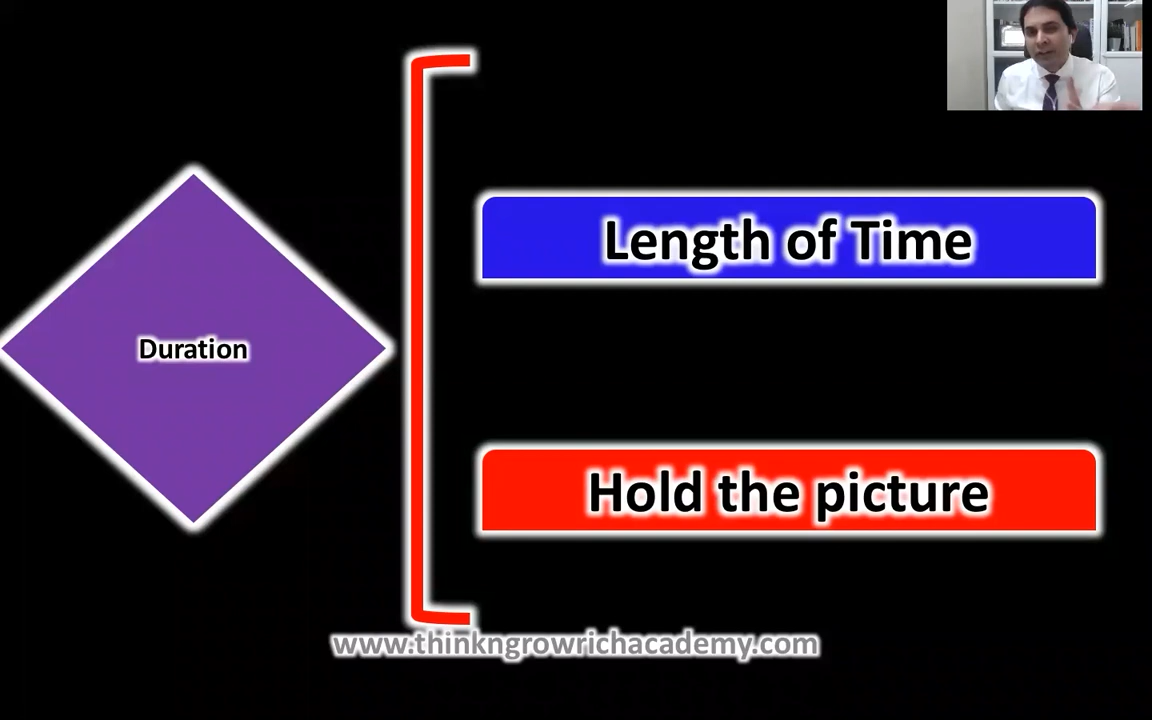 Duration
Length of Time
Hold the picture
www.thinkngrowrichacademy.com